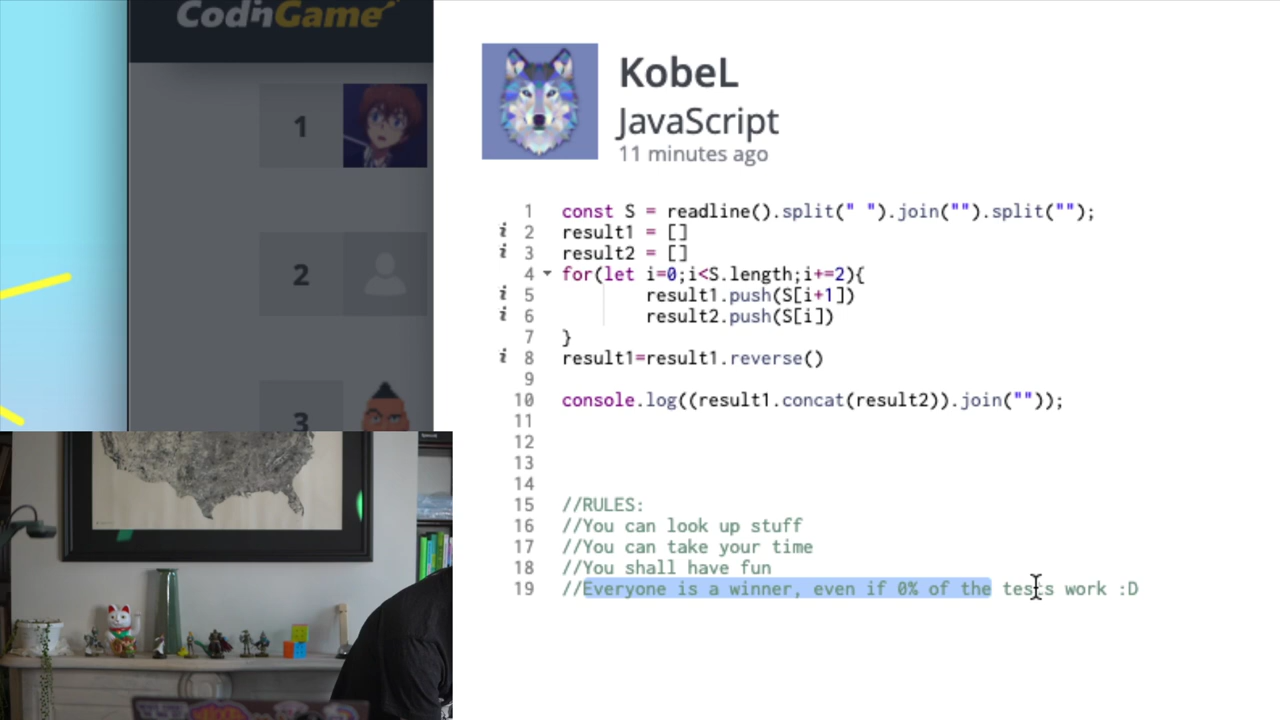 CodinGame
1
2
3
KobeL
JavaScript
11 minutes ago
1 const S = readline().split(" ").join("").split("");
i 2 result1 = []
i 3 result2 = []
4 for(let i=0;i<S.length;i+=2){
i 5 result1.push(S[i+1])
i 6 result2.push(S[i])
7 }
i 8 result1=result1.reverse()
9
10 console.log((result1.concat(result2)).join(""));
11
12
13
14
15 //RULES:
16 //You can look up stuff
17 //You can take your time
18 //You shall have fun
19 //Everyone is a winner, even if 0% of the tests work :D